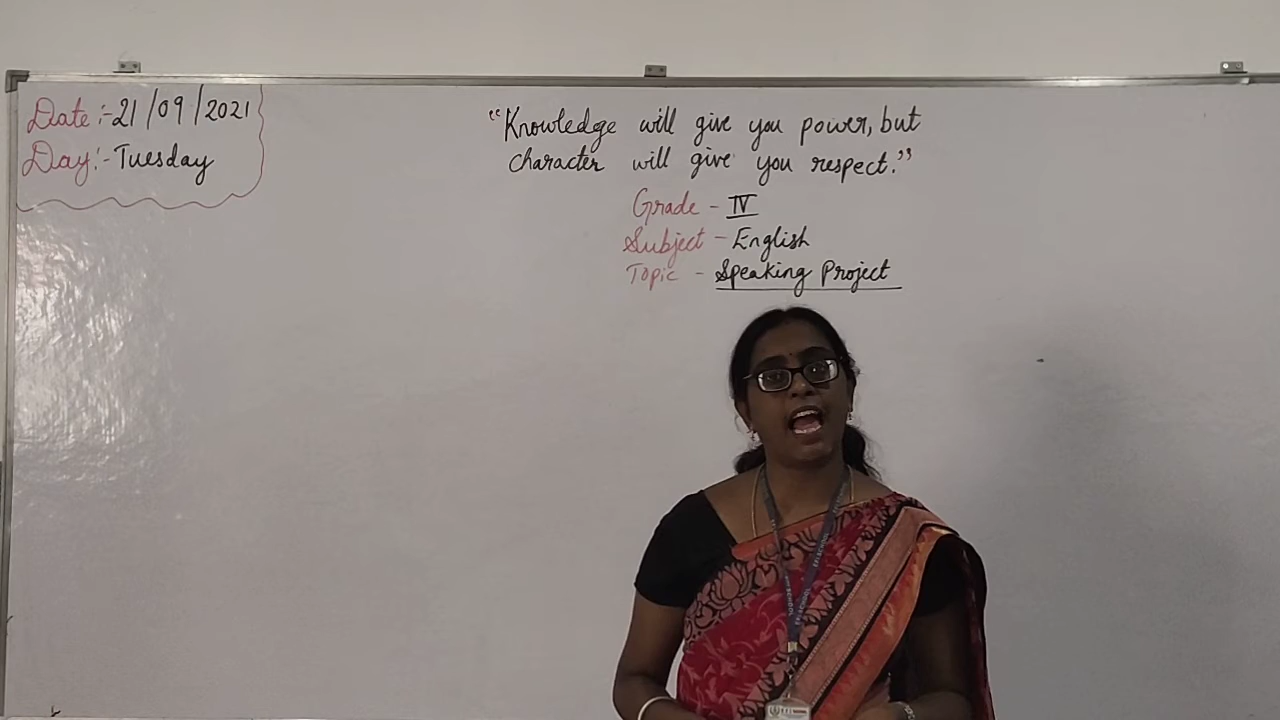 Date :- 21/09/2021
Day :- Tuesday
"Knowledge will give you power, but
character will give you respect."
Grade - IV
Subject - English
Topic - Speaking Project
SCHOOL